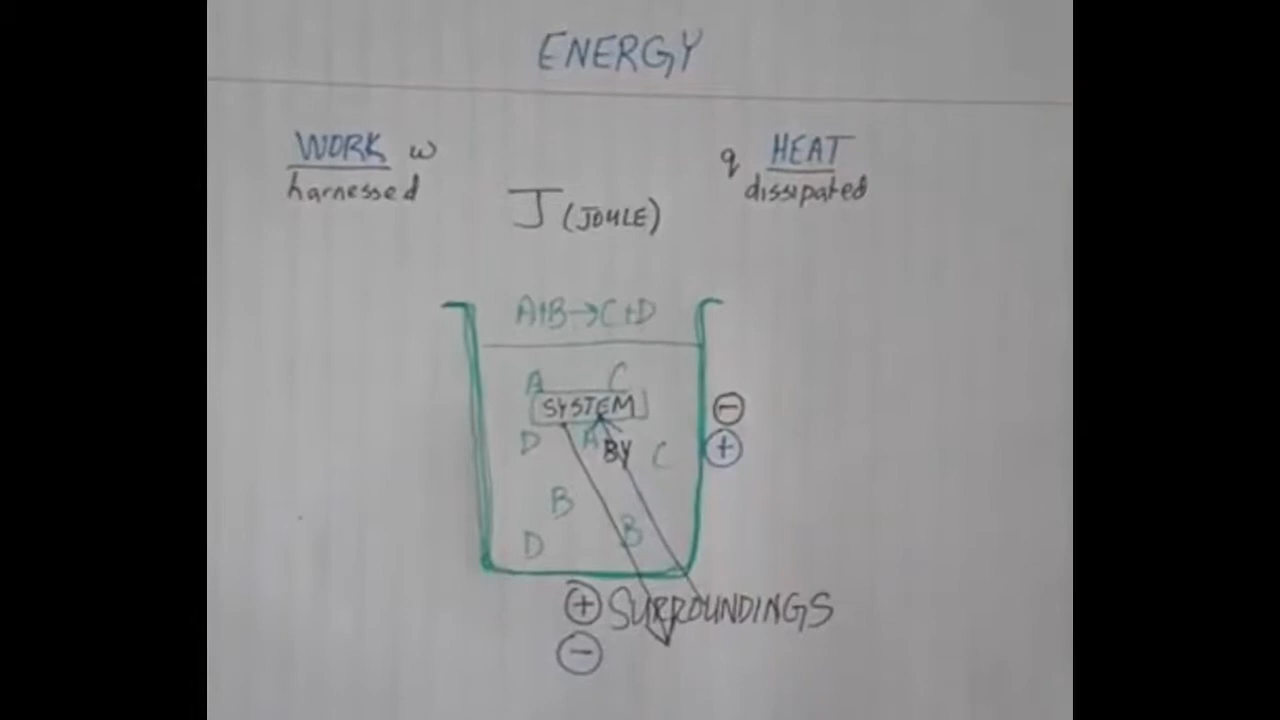 ENERGY
WORK w
harnessed
q HEAT
dissipated
J (JOULE)
A+B→C+D
A C
SYSTEM
⊖
D A BY C
⊕
B
B
D
⊕ SURROUNDINGS
⊖